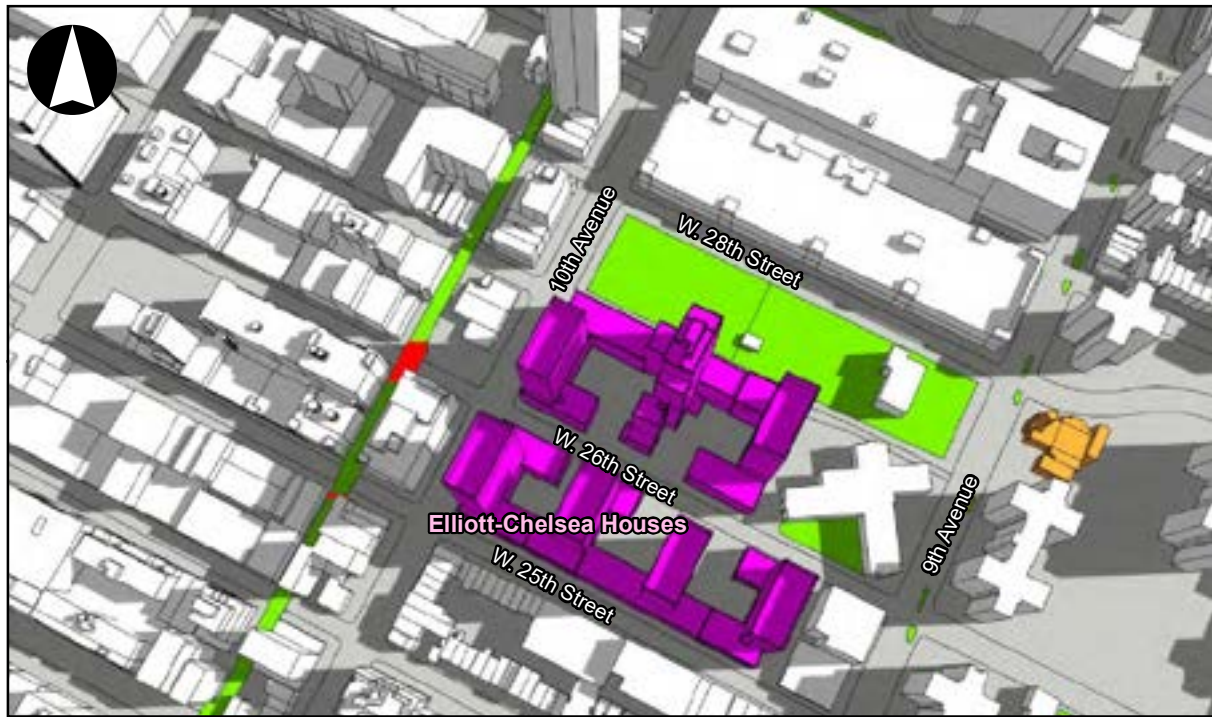 W. 28th Street
10th Avenue
W. 26th Street
9th Avenue
Elliott-Chelsea Houses
W. 25th Street